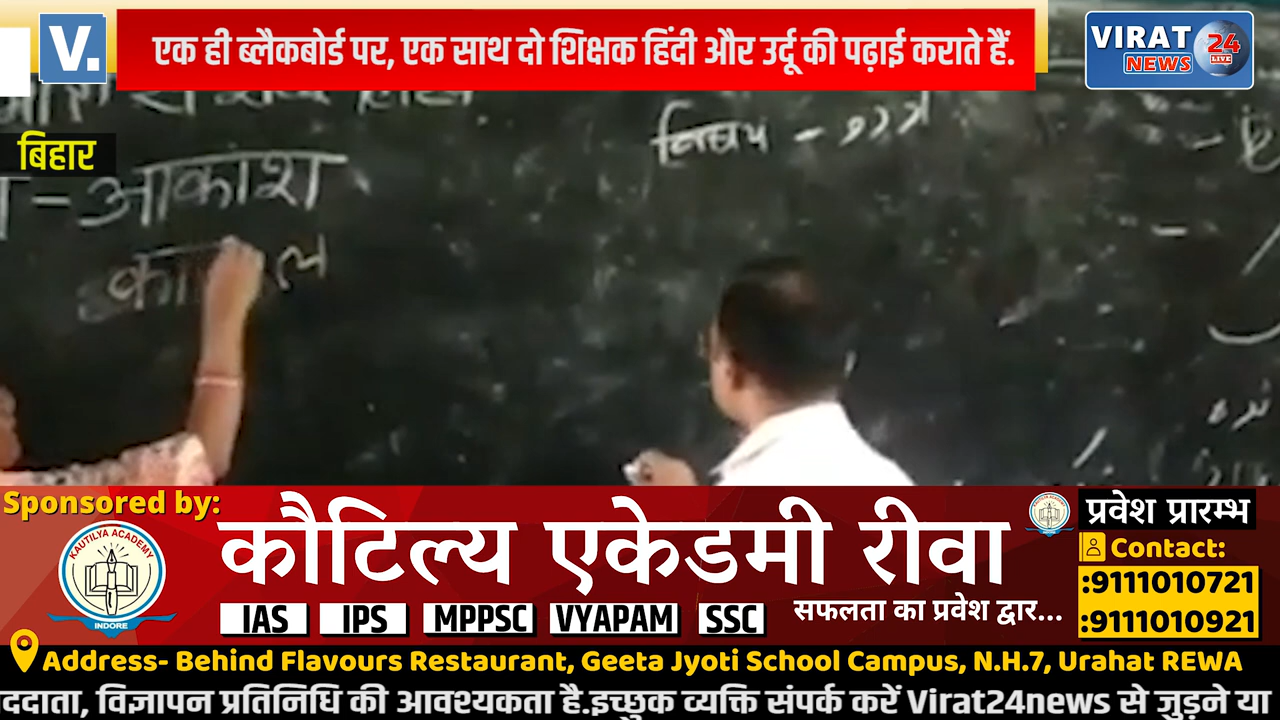 V.
एक ही ब्लैकबोर्ड पर, एक साथ दो शिक्षक हिंदी और उर्दू की पढ़ाई कराते हैं.
VIRAT 24
NEWS LIVE
बिहार
विषय -
- आकाश
Sponsored by:
KAUTILYA ACADEMY
INDORE
कौटिल्य एकेडमी रीवा
IAS IPS MPPSC VYAPAM SSC
सफलता का प्रवेश द्वार...
प्रवेश प्रारम्भ
Contact:
:9111010721
:9111010921
Address- Behind Flavours Restaurant, Geeta Jyoti School Campus, N.H.7, Urahat REWA
ददाता, विज्ञापन प्रतिनिधि की आवश्यकता है.इच्छुक व्यक्ति संपर्क करें Virat24news से जुड़ने या